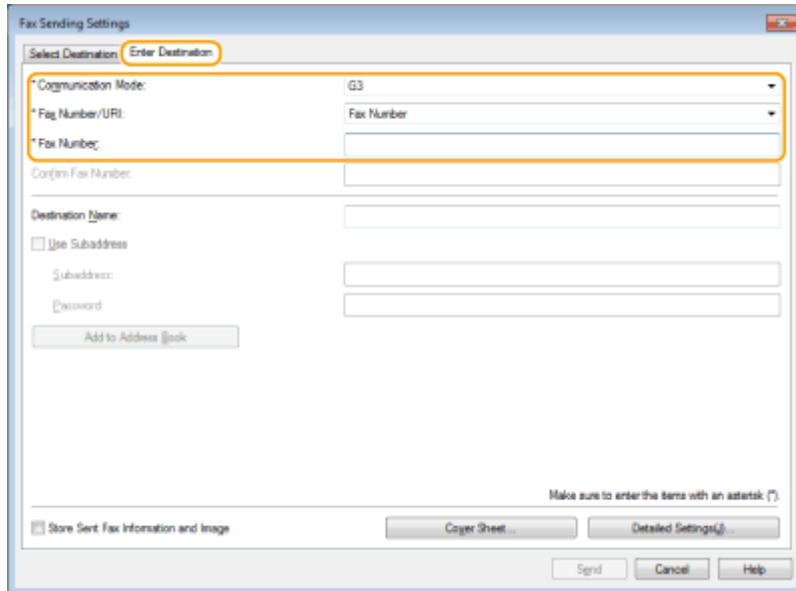 Fax Sending Settings
Select Destination Enter Destination
* Communication Mode: G3
* Fax Number/URI: Fax Number
* Fax Number:
Confirm Fax Number:
Destination Name:
Use Subaddress
Subaddress:
Password:
Add to Address Book
Make sure to enter the items with an asterisk (*).
Store Sent Fax Information and Image Cover Sheet... Detailed Settings(J)...
Send Cancel Help